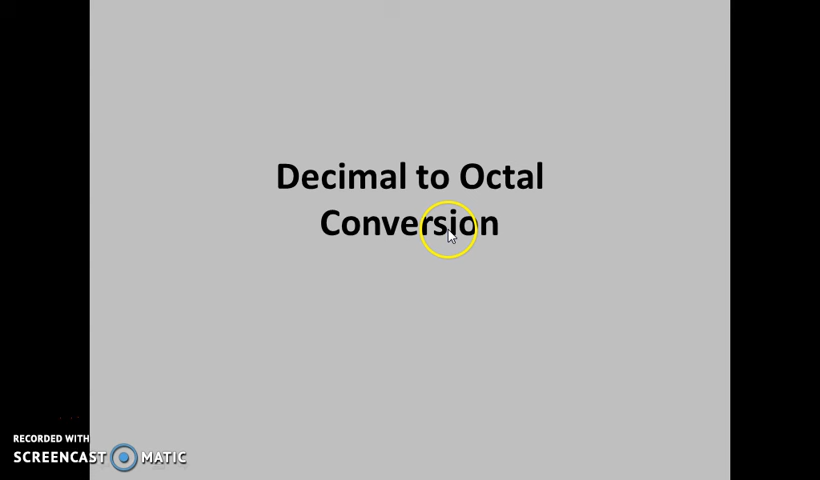 Decimal to Octal
Conversion
RECORDED WITH
SCREENCAST MATIC